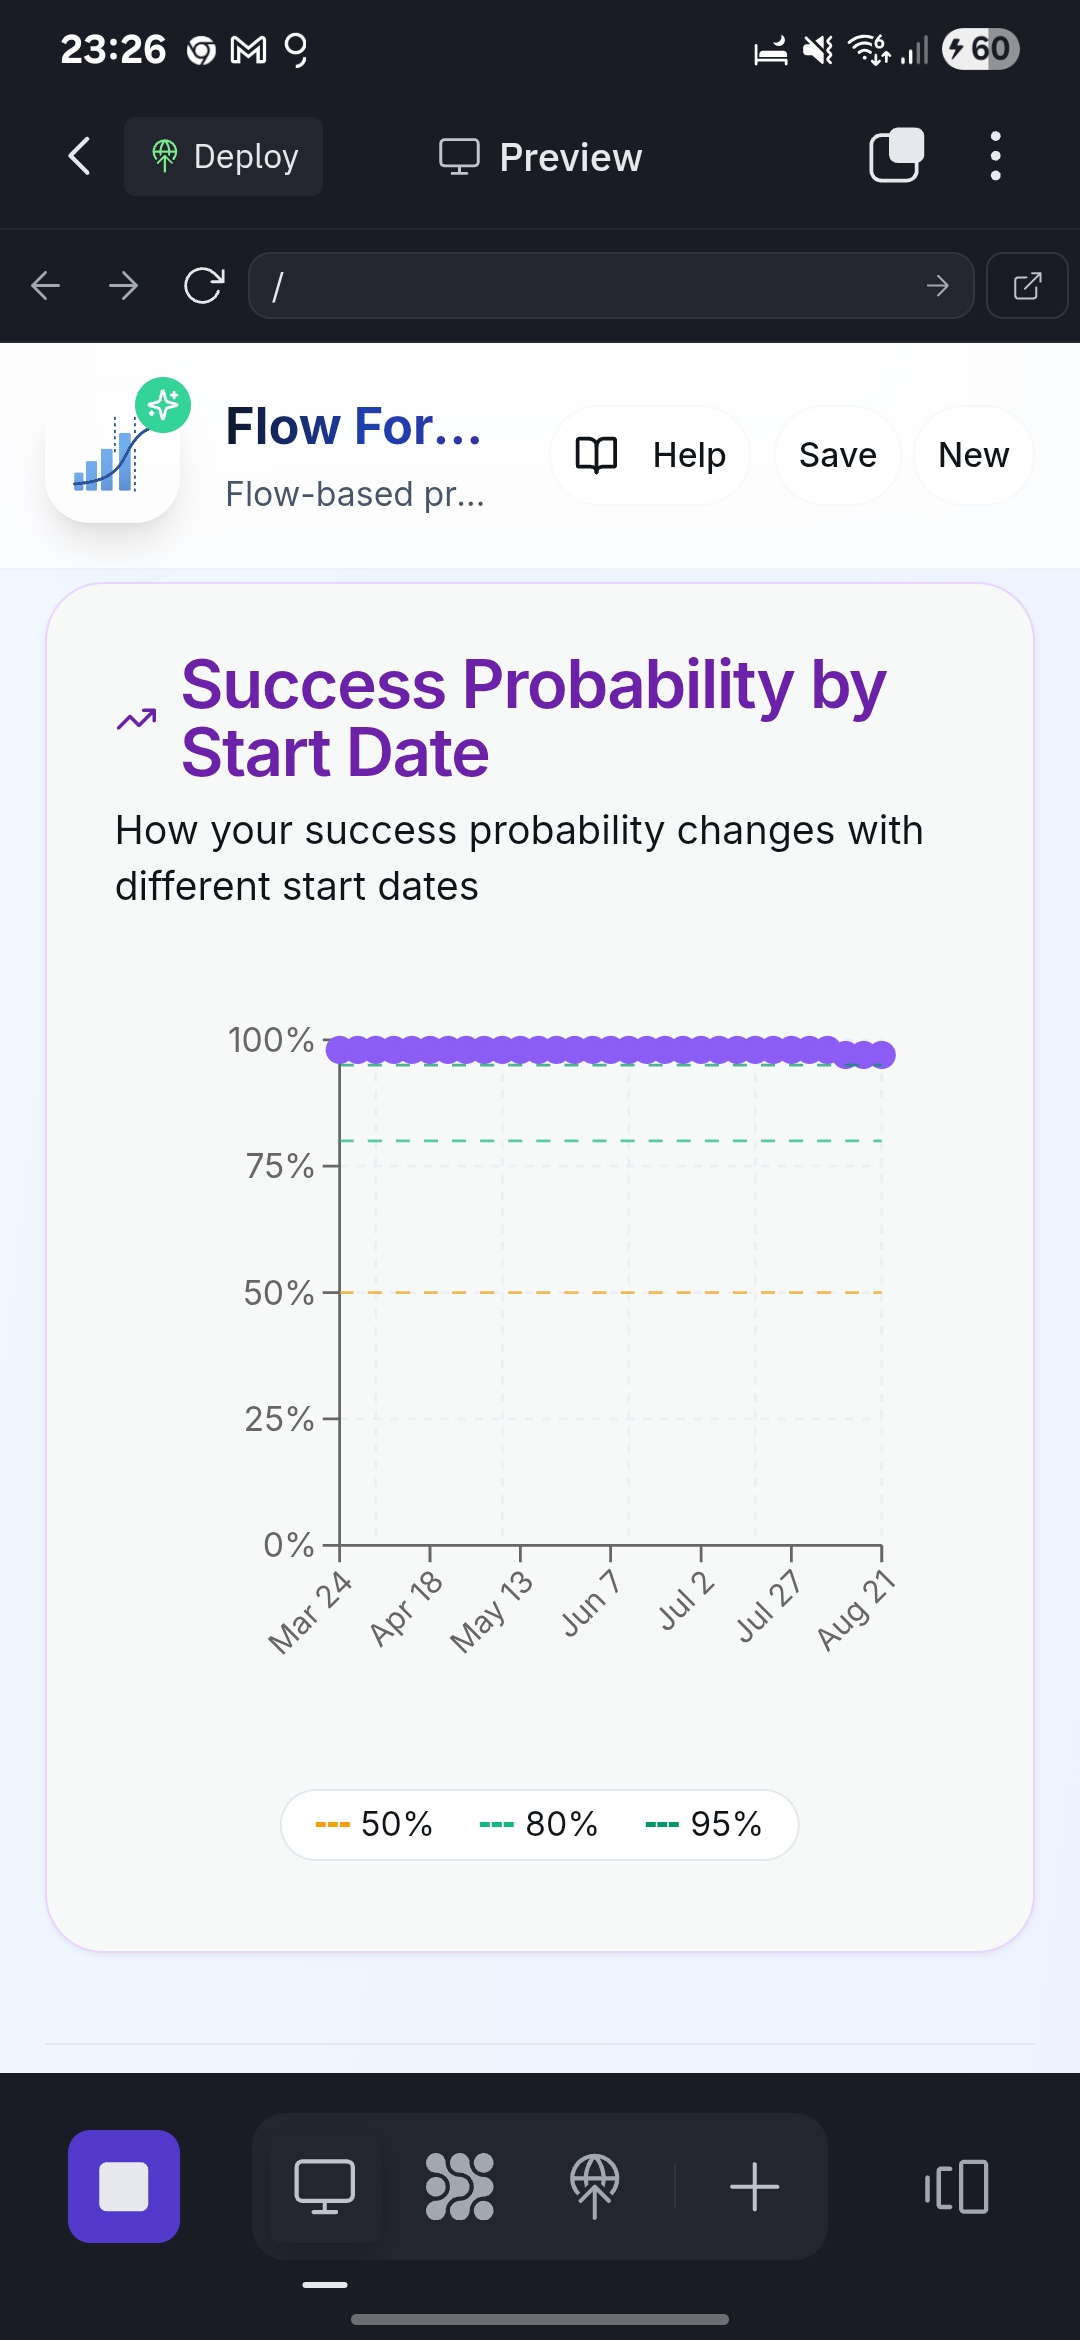 23:26
60
Deploy
Preview
/
Flow For...
Flow-based pr...
Help
Save
New
Success Probability by
Start Date
How your success probability changes with
different start dates
100%
75%
50%
25%
0%
Mar 24
Apr 18
May 13
Jun 7
Jul 2
Jul 27
Aug 21
50%
80%
95%